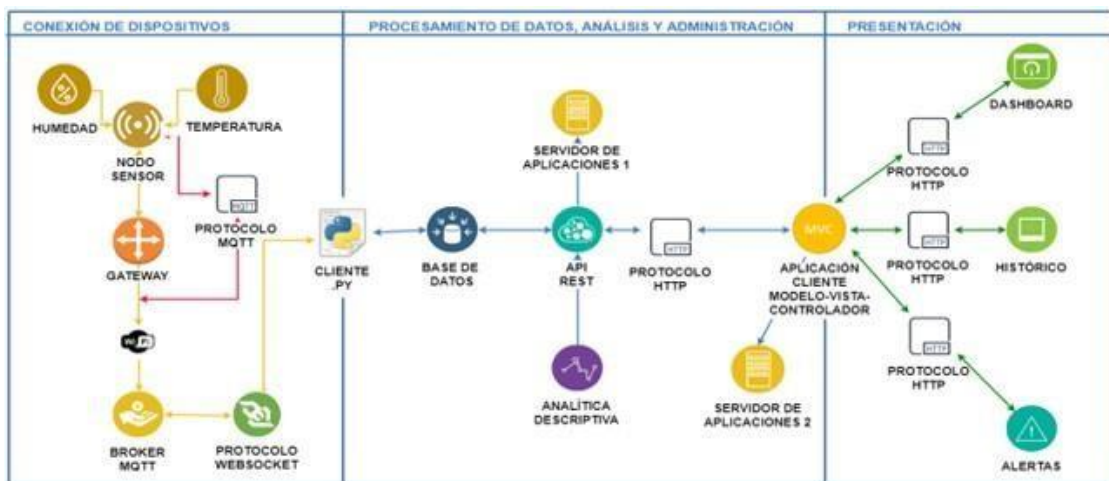 CONEXIÓN DE DISPOSITIVOS
HUMEDAD
TEMPERATURA
NODO
SENSOR
MQTT
PROTOCOLO
MQTT
GATEWAY
Wi Fi
BROKER
MQTT
PROTOCOLO
WEBSOCKET
CLIENTE
.PY
PROCESAMIENTO DE DATOS, ANÁLISIS Y ADMINISTRACIÓN
SERVIDOR DE
APLICACIONES 1
BASE DE
DATOS
API
REST
HTTP
PROTOCOLO
HTTP
MVC
APLICACIÓN
CLIENTE
MODELO-VISTA-
CONTROLADOR
ANALÍTICA
DESCRIPTIVA
SERVIDOR DE
APLICACIONES 2
PRESENTACIÓN
DASHBOARD
HTTP
PROTOCOLO
HTTP
HTTP
PROTOCOLO
HTTP
HISTÓRICO
HTTP
PROTOCOLO
HTTP
ALERTAS